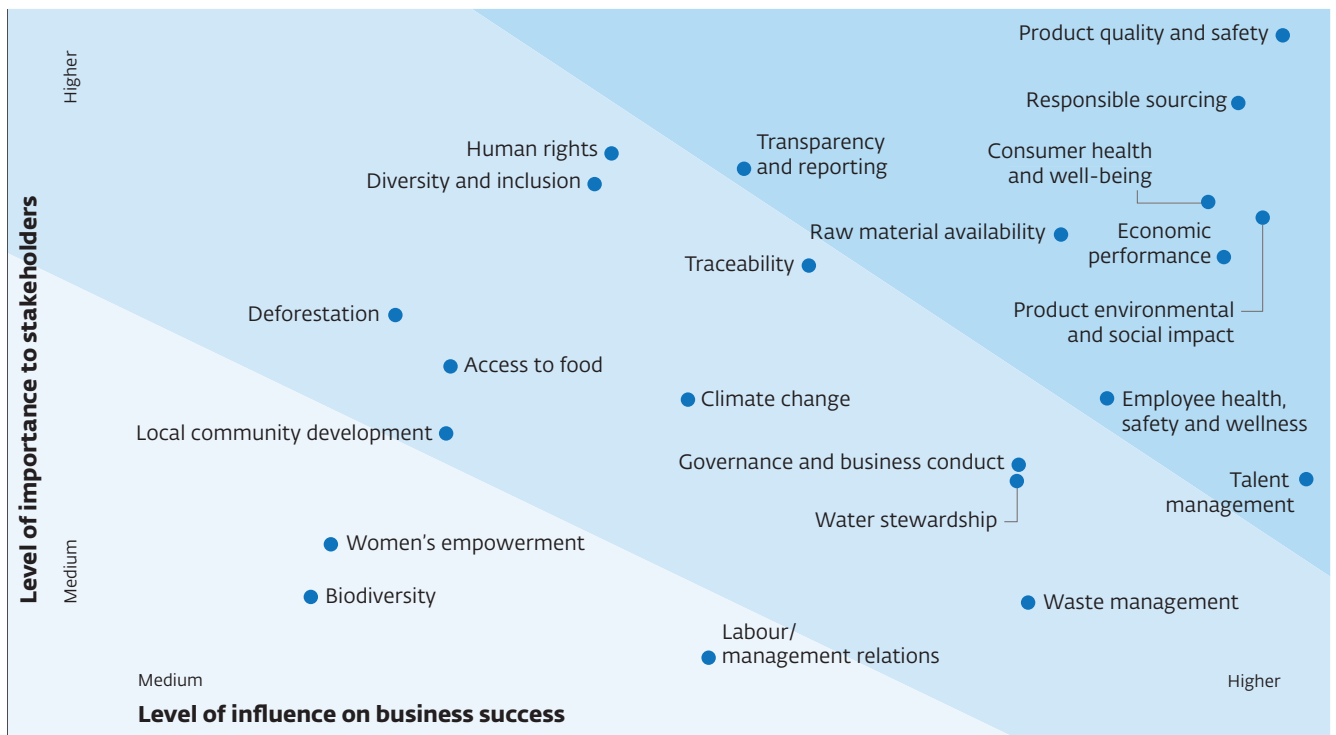 Product quality and safety
Higher
Responsible sourcing
Human rights
Transparency
and reporting
Consumer health
and well-being
Diversity and inclusion
Level of importance to stakeholders
Raw material availability
Economic
performance
Traceability
Deforestation
Product environmental
and social impact
Access to food
Climate change
Employee health,
safety and wellness
Local community development
Governance and business conduct
Talent
management
Water stewardship
Medium
Women's empowerment
Biodiversity
Waste management
Labour/
management relations
Medium
Higher
Level of influence on business success